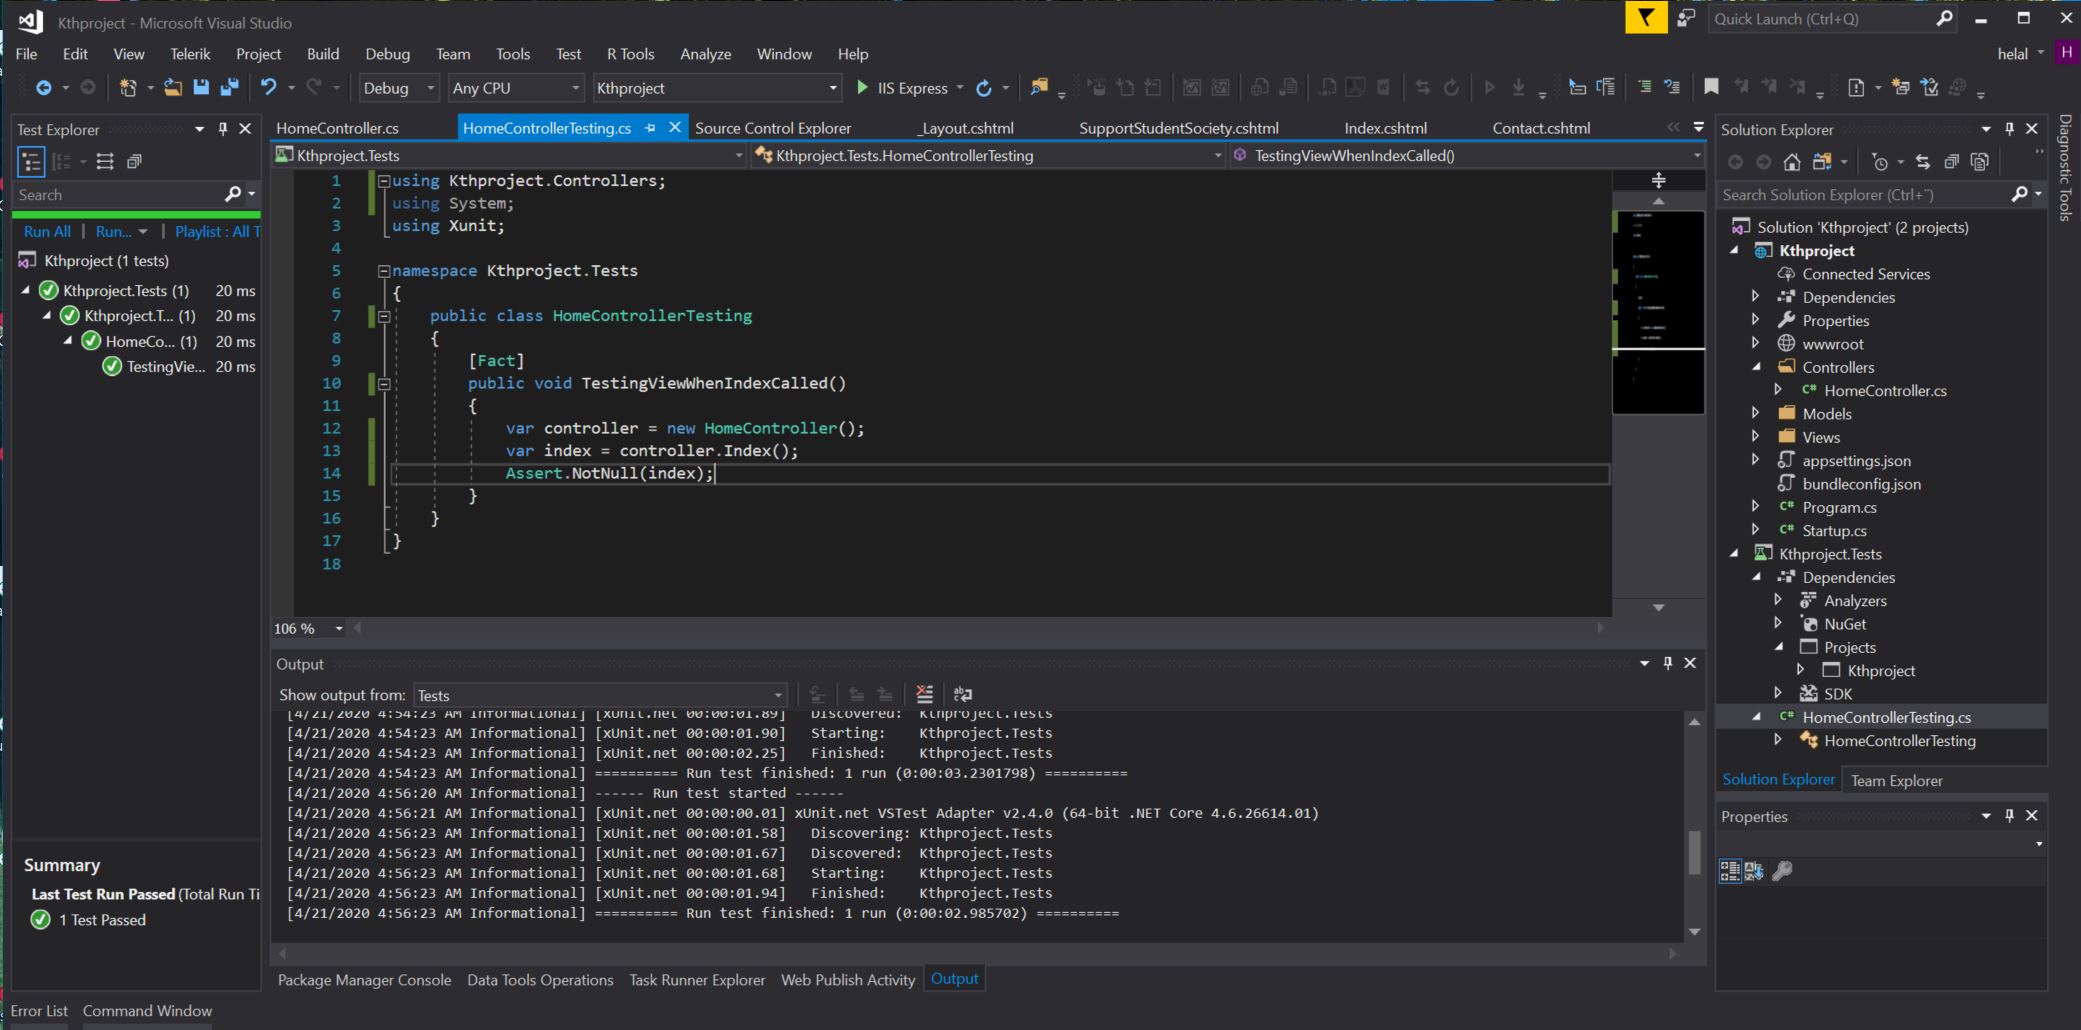 Kthproject - Microsoft Visual Studio
Quick Launch (Ctrl+Q)
File Edit View Telerik Project Build Debug Team Tools Test R Tools Analyze Window Help
helal H
Debug Any CPU Kthproject IIS Express
Test Explorer
Search
Run All | Run... | Playlist : All T
Kthproject (1 tests)
Kthproject.Tests (1) 20 ms
Kthproject.T... (1) 20 ms
HomeCo... (1) 20 ms
TestingVie... 20 ms
Summary
Last Test Run Passed (Total Run Ti
1 Test Passed
HomeController.cs HomeControllerTesting.cs Source Control Explorer _Layout.cshtml SupportStudentSociety.cshtml Index.cshtml Contact.cshtml
Kthproject.Tests Kthproject.Tests.HomeControllerTesting TestingViewWhenIndexCalled()
1 using Kthproject.Controllers;
2 using System;
3 using Xunit;
4
5 namespace Kthproject.Tests
6 {
7 public class HomeControllerTesting
8 {
9 [Fact]
10 public void TestingViewWhenIndexCalled()
11 {
12 var controller = new HomeController();
13 var index = controller.Index();
14 Assert.NotNull(index);
15 }
16 }
17 }
18
106 %
Output
Show output from: Tests
[4/21/2020 4:54:23 AM Informational] [xUnit.net 00:00:01.89] Discovered: Kthproject.Tests
[4/21/2020 4:54:23 AM Informational] [xUnit.net 00:00:01.90] Starting: Kthproject.Tests
[4/21/2020 4:54:23 AM Informational] [xUnit.net 00:00:02.25] Finished: Kthproject.Tests
[4/21/2020 4:54:23 AM Informational] ========== Run test finished: 1 run (0:00:03.2301798) ==========
[4/21/2020 4:56:20 AM Informational] ------ Run test started ------
[4/21/2020 4:56:21 AM Informational] [xUnit.net 00:00:00.01] xUnit.net VSTest Adapter v2.4.0 (64-bit .NET Core 4.6.26614.01)
[4/21/2020 4:56:23 AM Informational] [xUnit.net 00:00:01.58] Discovering: Kthproject.Tests
[4/21/2020 4:56:23 AM Informational] [xUnit.net 00:00:01.67] Discovered: Kthproject.Tests
[4/21/2020 4:56:23 AM Informational] [xUnit.net 00:00:01.68] Starting: Kthproject.Tests
[4/21/2020 4:56:23 AM Informational] [xUnit.net 00:00:01.94] Finished: Kthproject.Tests
[4/21/2020 4:56:23 AM Informational] ========== Run test finished: 1 run (0:00:02.985702) ==========
Package Manager Console Data Tools Operations Task Runner Explorer Web Publish Activity Output
Error List Command Window
Solution Explorer
Search Solution Explorer (Ctrl+¨)
Solution 'Kthproject' (2 projects)
Kthproject
Connected Services
Dependencies
Properties
wwwroot
Controllers
C# HomeController.cs
Models
Views
appsettings.json
bundleconfig.json
C# Program.cs
C# Startup.cs
Kthproject.Tests
Dependencies
Analyzers
NuGet
Projects
Kthproject
SDK
C# HomeControllerTesting.cs
HomeControllerTesting
Solution Explorer Team Explorer
Properties
Diagnostic Tools